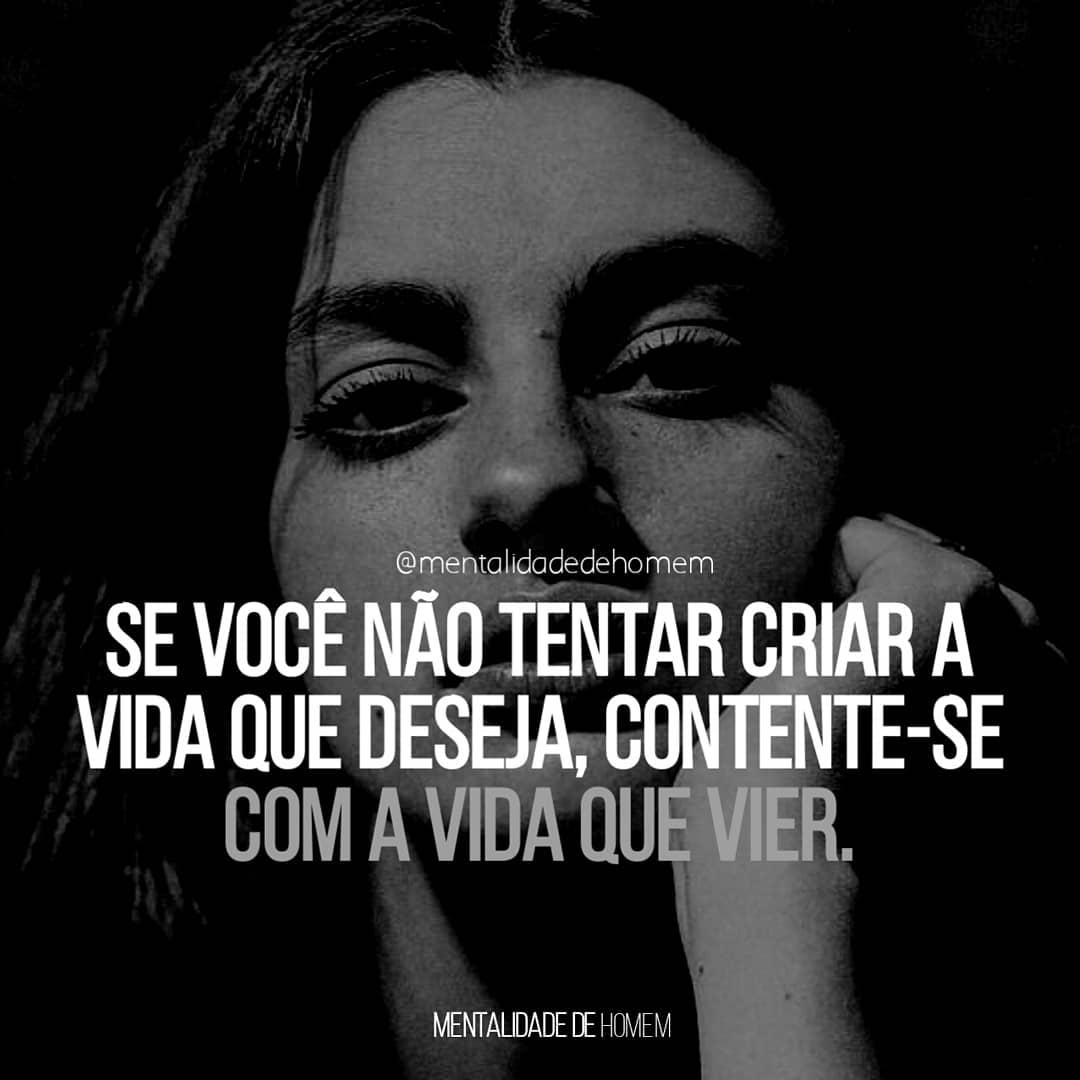 @mentalidadedehomem
SE VOCÊ NÃO TENTAR CRIAR A
VIDA QUE DESEJA, CONTENTE-SE
COM A VIDA QUE VIER.
MENTALIDADE DE HOMEM